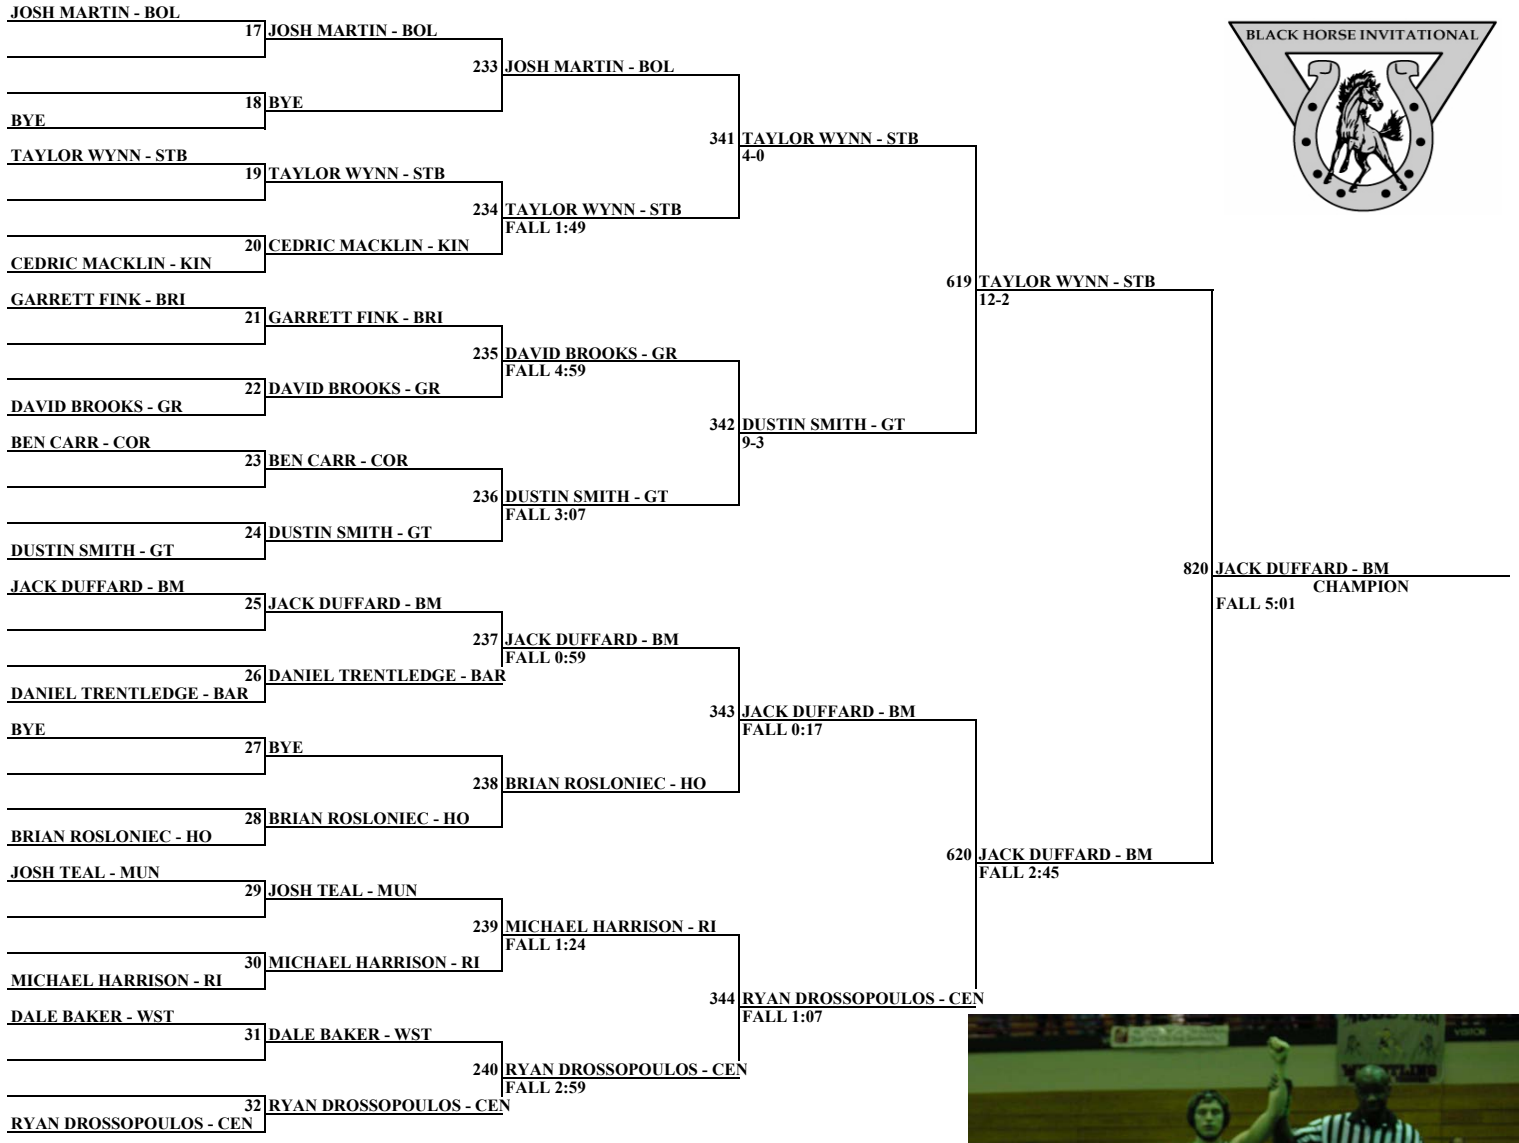 JOSH MARTIN - BOL
17 JOSH MARTIN - BOL
BLACK HORSE INVITATIONAL
233 JOSH MARTIN - BOL
18 BYE
BYE
341 TAYLOR WYNN - STB
4-0
TAYLOR WYNN - STB
19 TAYLOR WYNN - STB
234 TAYLOR WYNN - STB
FALL 1:49
20 CEDRIC MACKLIN - KIN
CEDRIC MACKLIN - KIN
619 TAYLOR WYNN - STB
12-2
GARRETT FINK - BRI
21 GARRETT FINK - BRI
235 DAVID BROOKS - GR
FALL 4:59
22 DAVID BROOKS - GR
DAVID BROOKS - GR
342 DUSTIN SMITH - GT
9-3
BEN CARR - COR
23 BEN CARR - COR
236 DUSTIN SMITH - GT
FALL 3:07
24 DUSTIN SMITH - GT
DUSTIN SMITH - GT
820 JACK DUFFARD - BM
CHAMPION
FALL 5:01
JACK DUFFARD - BM
25 JACK DUFFARD - BM
237 JACK DUFFARD - BM
FALL 0:59
26 DANIEL TRENTLEDGE - BAR
DANIEL TRENTLEDGE - BAR
343 JACK DUFFARD - BM
FALL 0:17
BYE
27 BYE
238 BRIAN ROSLONIEC - HO
28 BRIAN ROSLONIEC - HO
BRIAN ROSLONIEC - HO
620 JACK DUFFARD - BM
FALL 2:45
JOSH TEAL - MUN
29 JOSH TEAL - MUN
239 MICHAEL HARRISON - RI
FALL 1:24
30 MICHAEL HARRISON - RI
MICHAEL HARRISON - RI
344 RYAN DROSSOPOULOS - CEN
FALL 1:07
DALE BAKER - WST
31 DALE BAKER - WST
VISITOR
240 RYAN DROSSOPOULOS - CEN
FALL 2:59
WRESTLING
32 RYAN DROSSOPOULOS - CEN
RYAN DROSSOPOULOS - CEN